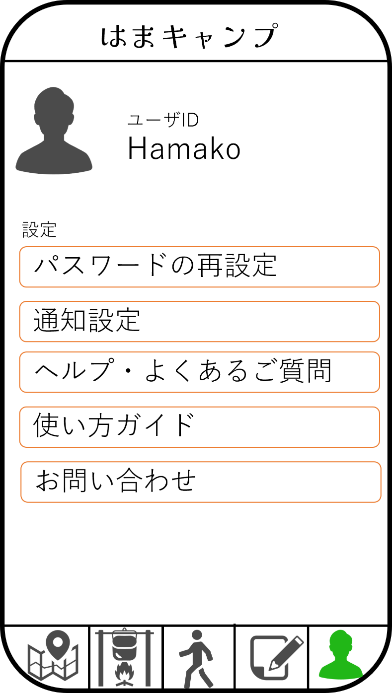 はまキャンプ
ユーザID
Hamako
設定
パスワードの再設定
通知設定
ヘルプ・よくあるご質問
使い方ガイド
お問い合わせ